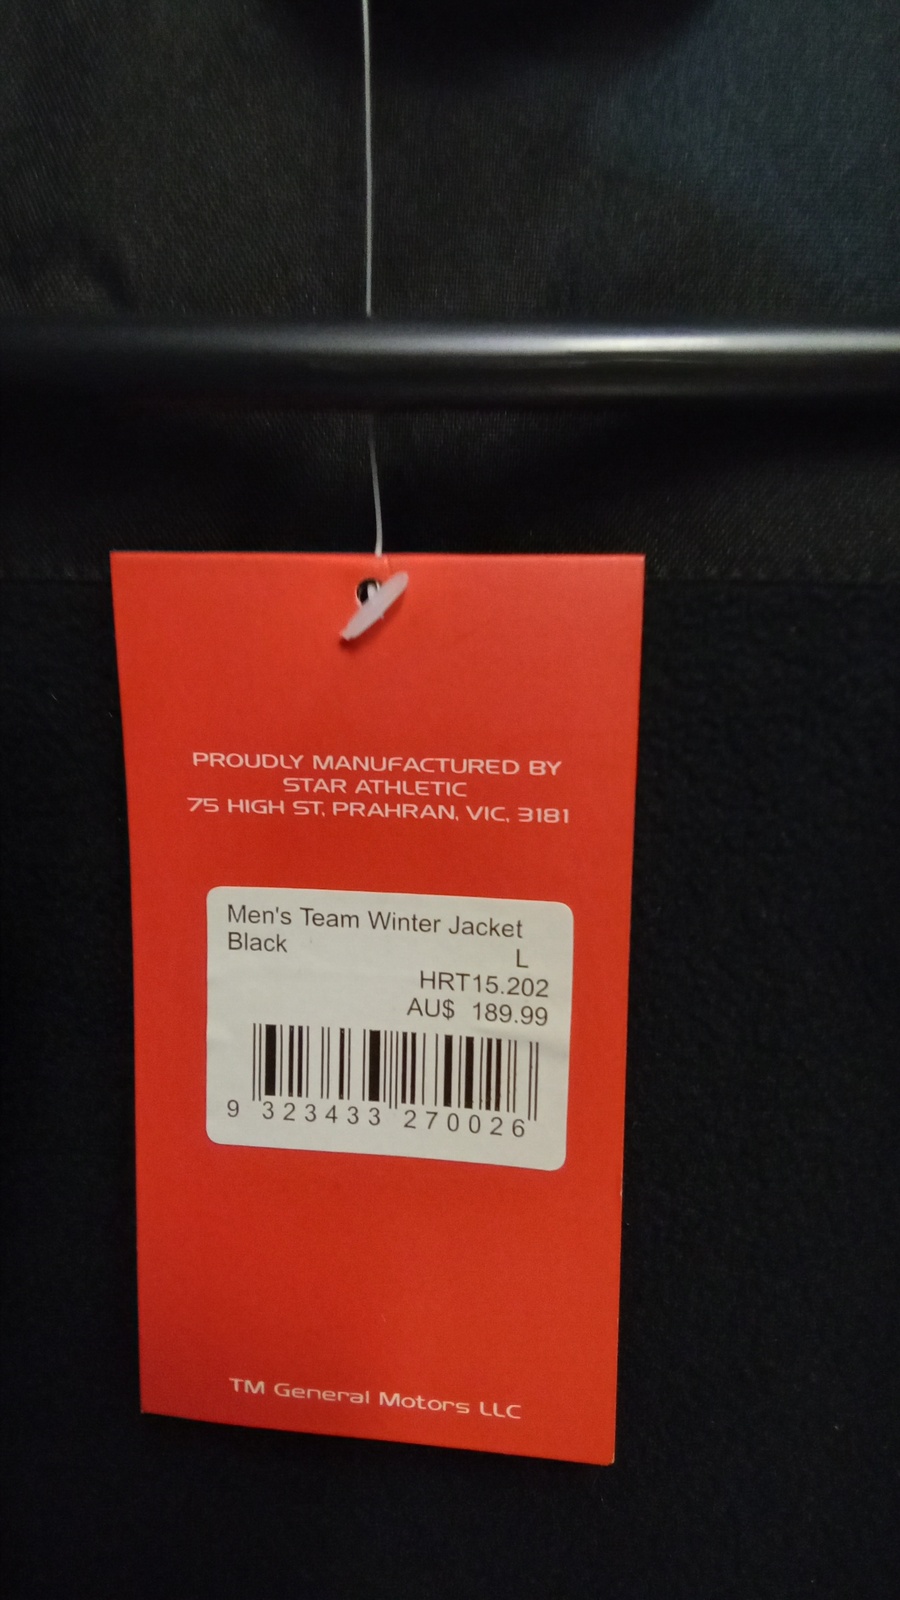 PROUDLY MANUFACTURED BY
STAR ATHLETIC
75 HIGH ST, PRAHRAN, VIC, 3181
Men's Team Winter Jacket
Black L
HRT15.202
AU$ 189.99
9 323433 270026
TM General Motors LLC